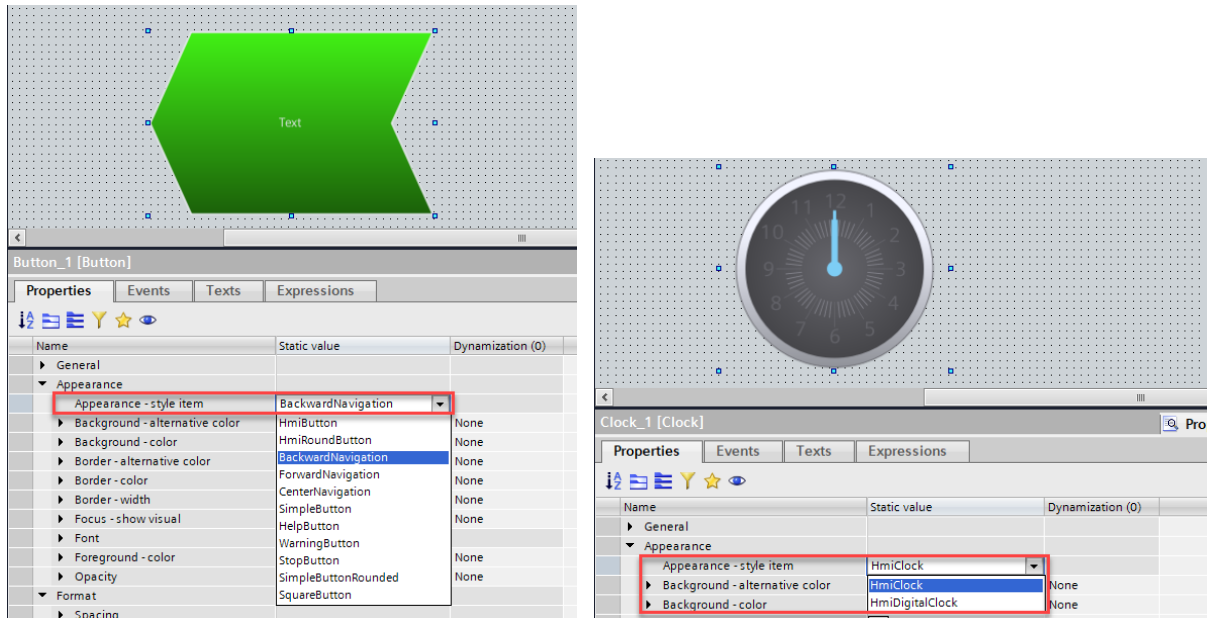 Text
Button_1 [Button]
Properties Events Texts Expressions
Name Static value Dynamization (0)
General
Appearance
Appearance - style item BackwardNavigation
Background - alternative color HmiButton None
Background - color HmiRoundButton None
Border - alternative color BackwardNavigation None
Border - color ForwardNavigation None
Border - width CenterNavigation None
Focus - show visual SimpleButton None
Font HelpButton
Foreground - color WarningButton None
Opacity StopButton None
Format SimpleButtonRounded
Spacing SquareButton
12
11 1
10 2
9 3
8 4
7 5
6
Clock_1 [Clock] Pro
Properties Events Texts Expressions
Name Static value Dynamization (0)
General
Appearance
Appearance - style item HmiClock
Background - alternative color HmiClock None
Background - color HmiDigitalClock None